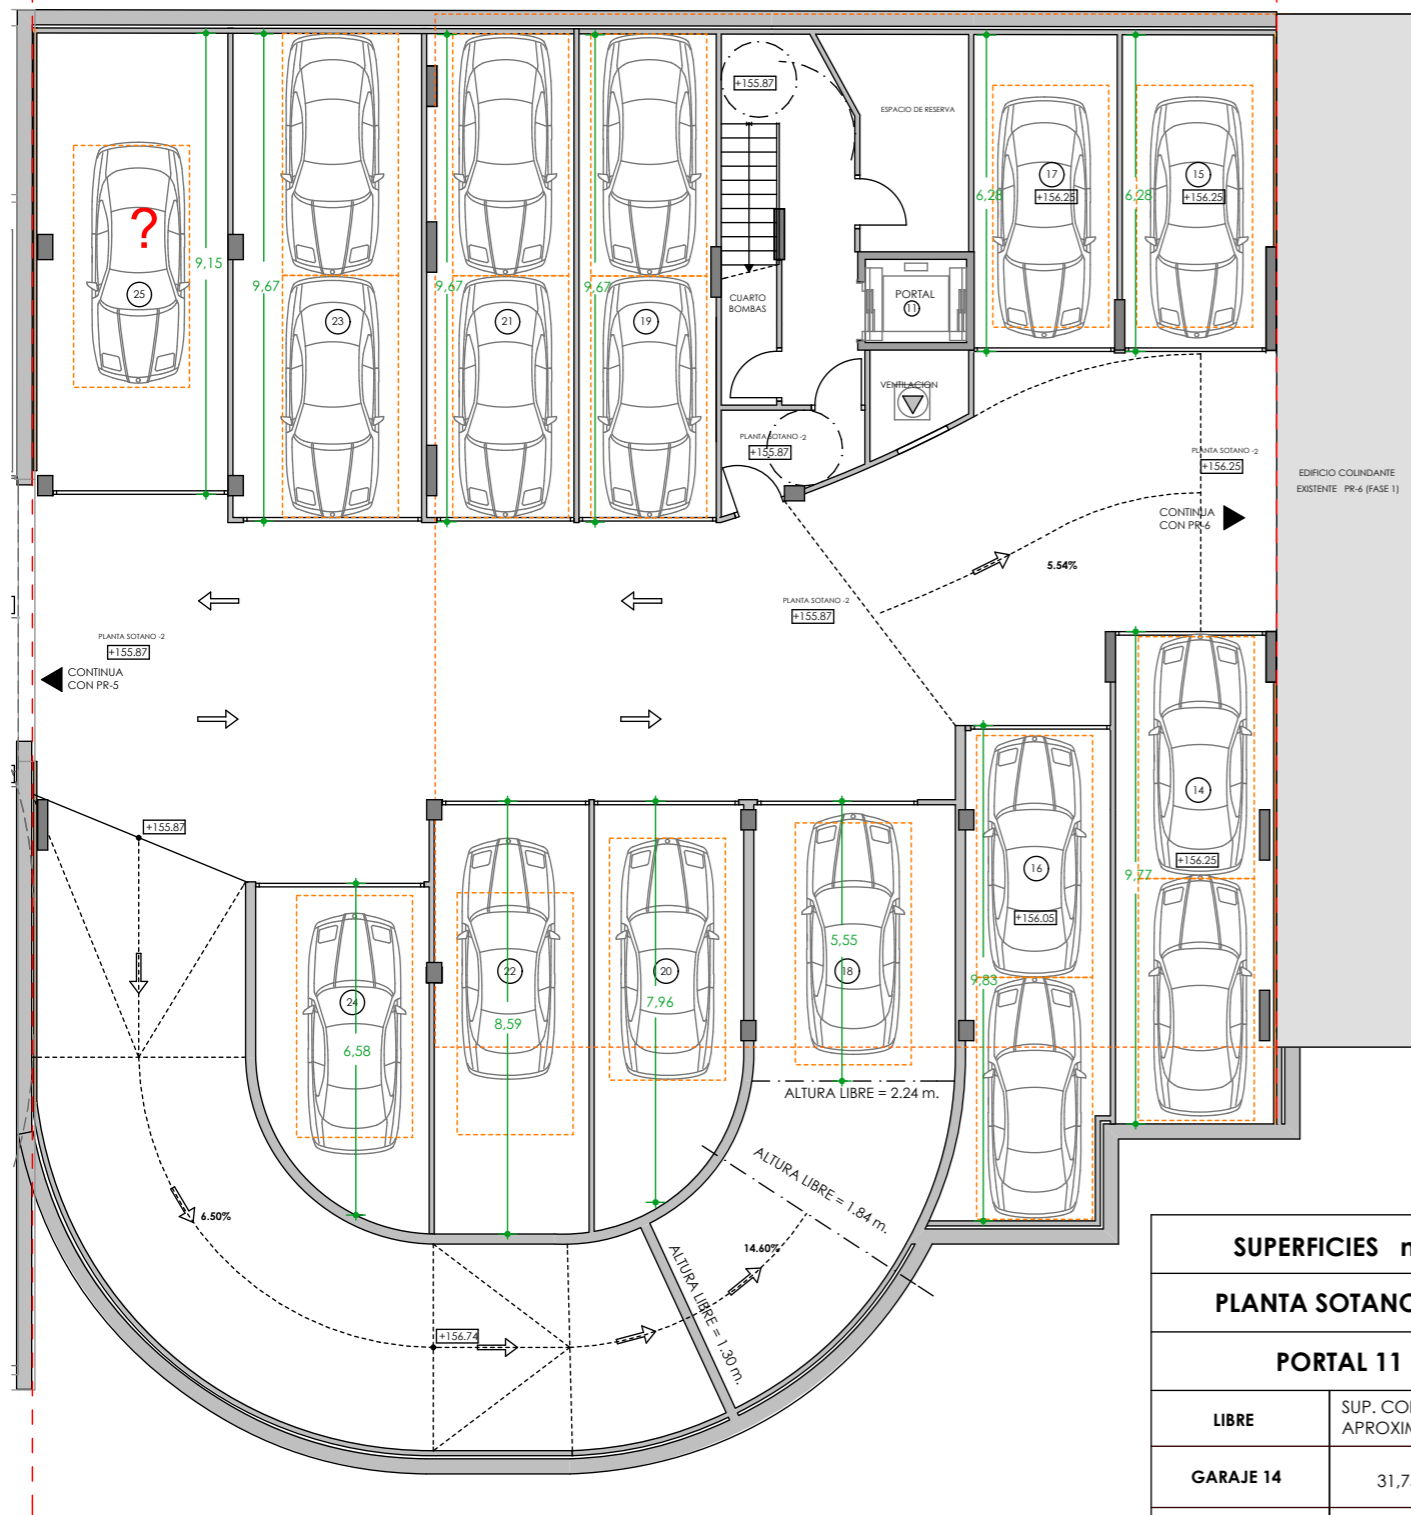 +155.87
ESPACIO DE RESERVA
17
+156.25
15
+156.25
6,28
6,28
?
9,15
25
9,67
23
9,67
21
9,67
19
CUARTO
BOMBAS
PORTAL
11
VENTILACION
PLANTA SOTANO -2
+155.87
PLANTA SOTANO -2
+156.25
EDIFICIO COLINDANTE
EXISTENTE PR-6 (FASE 1)
CONTINUA
CON PR-6
5.54%
PLANTA SOTANO -2
+155.87
PLANTA SOTANO -2
+155.87
CONTINUA
CON PR-5
+155.87
14
+156.25
9,77
16
+156.05
9,83
5,55
18
20
7,96
22
8,59
24
6,58
ALTURA LIBRE = 2.24 m.
ALTURA LIBRE = 1.84 m.
ALTURA LIBRE = 1.30 m.
6.50%
14.60%
+156.74
SUPERFICIES
PLANTA SOTANO
PORTAL 11
LIBRE
SUP. CO
APROXI
GARAJE 14
31,7